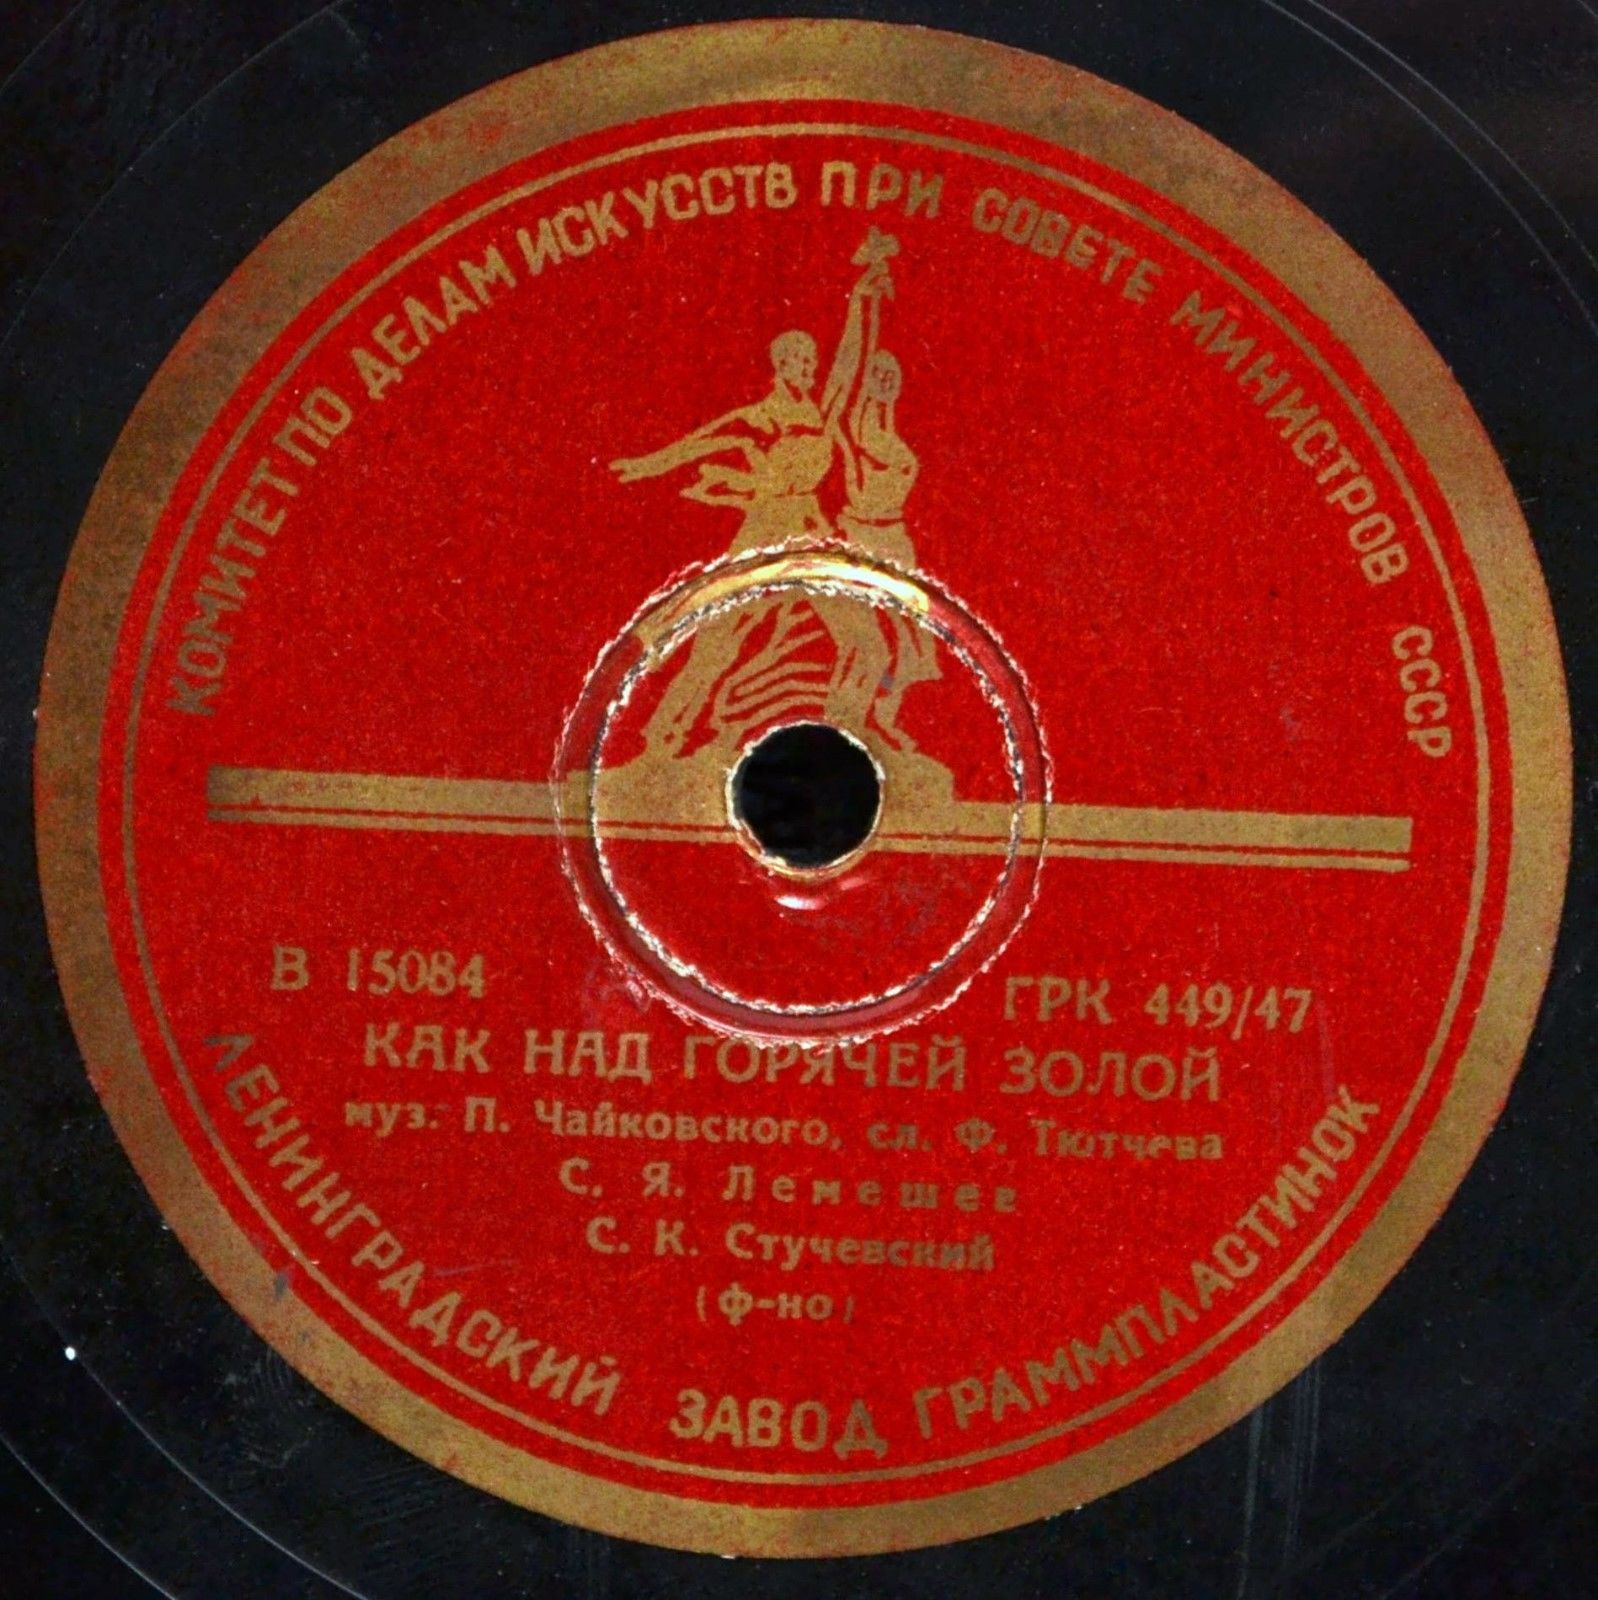 КОМИТЕТ ПО ДЕЛАМ ИСКУССТВ ПРИ СОВЕТЕ МИНИСТРОВ СССР
В 15084
ГРК 449/47
КАК НАД ГОРЯЧЕЙ ЗОЛОЙ
муз. П. Чайковского, сл. Ф. Тютчева
С. Я. Лемешев
С. К. Стучевский
(ф-но)
ЛЕНИНГРАДСКИЙ ЗАВОД ГРАММПЛАСТИНОК